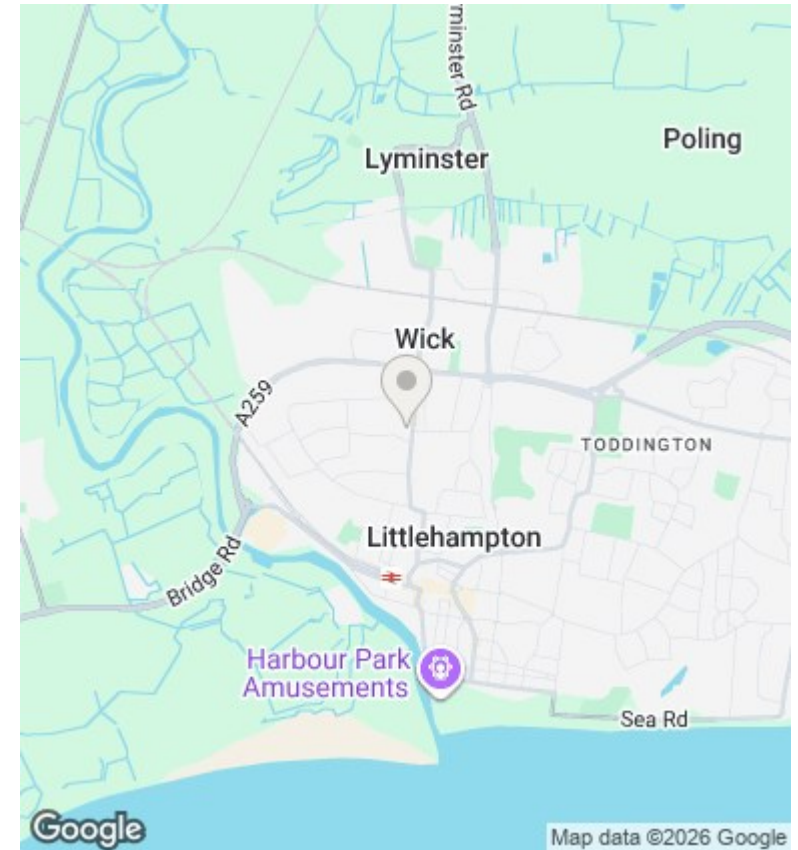 Lyminster Rd
Poling
Lyminster
Wick
A259
TODDINGTON
Littlehampton
Bridge Rd
Harbour Park
Amusements
Sea Rd
Google
Map data ©2026 Google